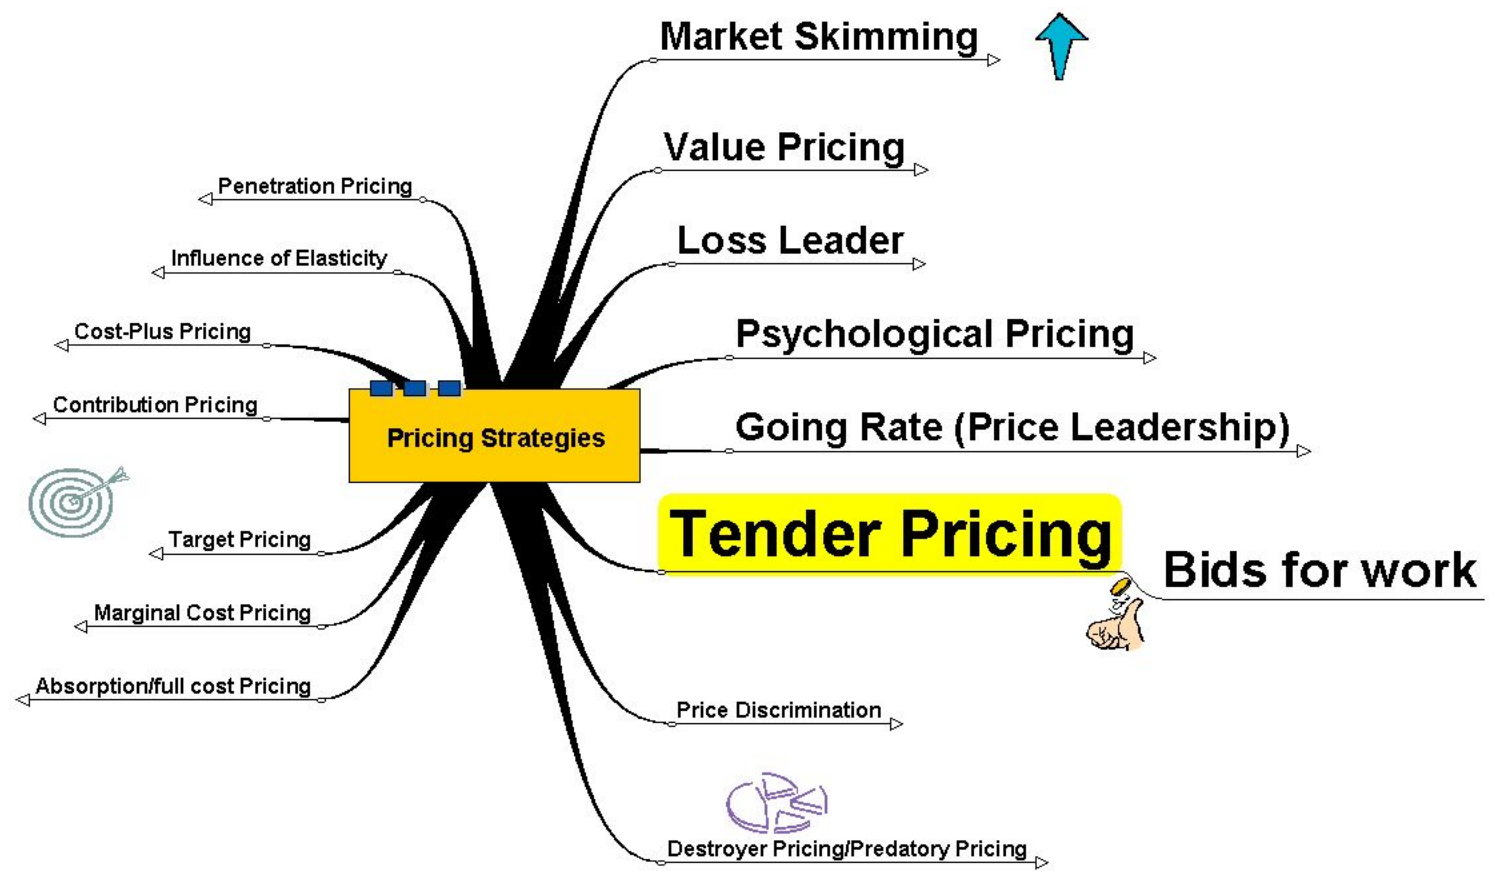 Market Skimming
Value Pricing
Penetration Pricing
Loss Leader
Influence of Elasticity
Cost-Plus Pricing
Psychological Pricing
Contribution Pricing
Pricing Strategies
Going Rate (Price Leadership)
Target Pricing
Tender Pricing
Bids for work
Marginal Cost Pricing
Absorption/full cost Pricing
Price Discrimination
Destroyer Pricing/Predatory Pricing